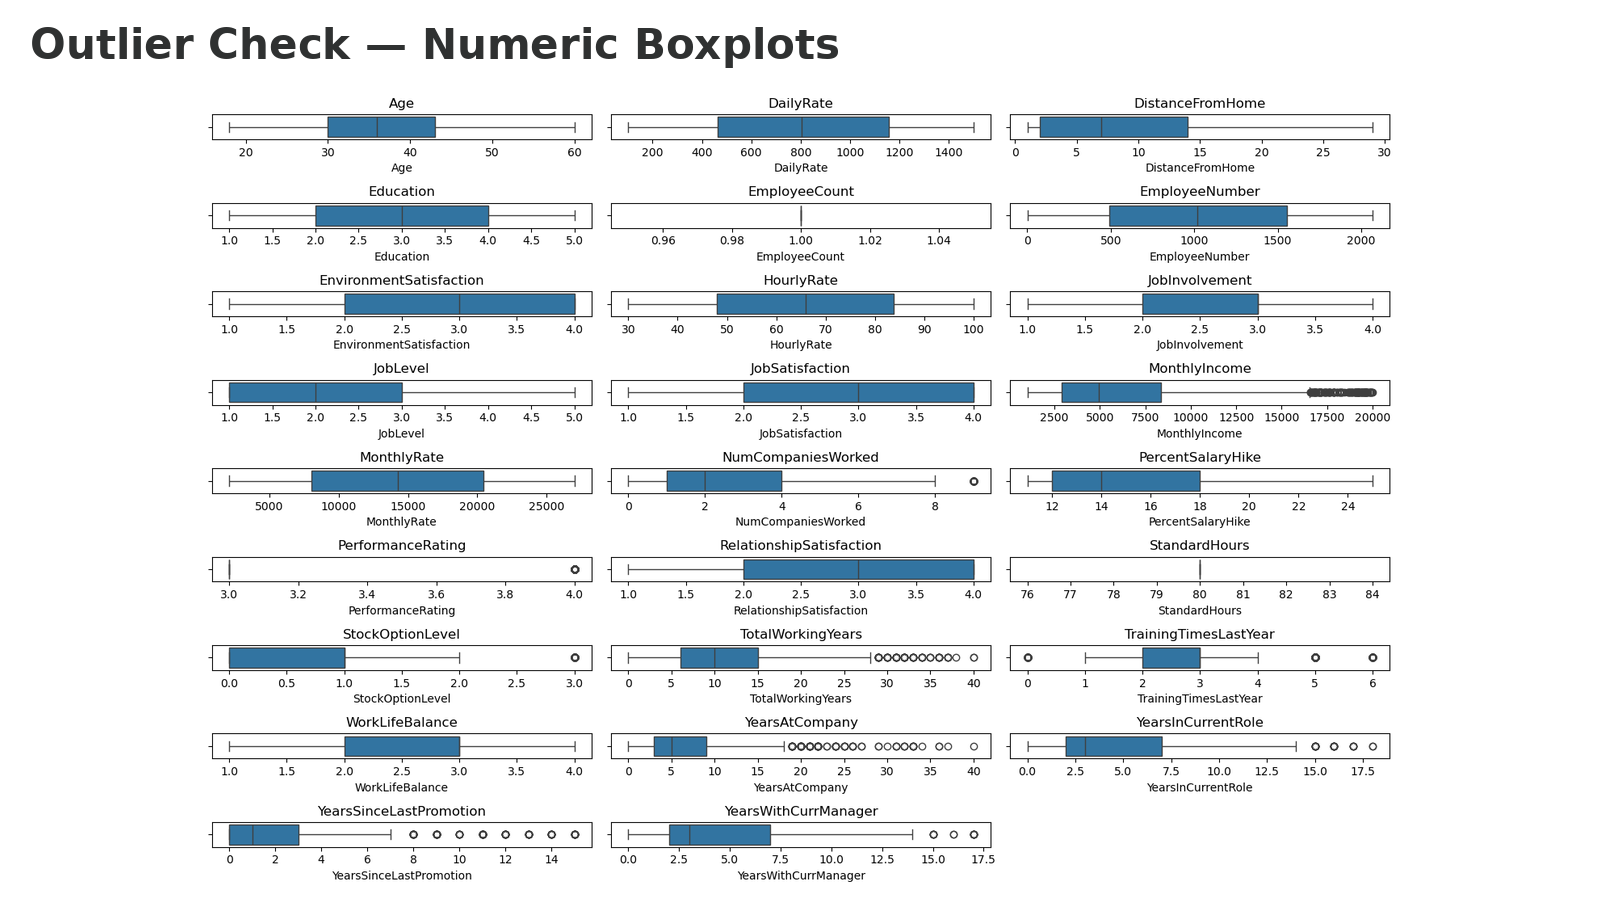 Outlier Check — Numeric Boxplots
Age
DailyRate
DistanceFromHome
20 30 40 50 60
200 400 600 800 1000 1200 1400
0 5 10 15 20 25 30
Age
DailyRate
DistanceFromHome
Education
EmployeeCount
EmployeeNumber
1.0 1.5 2.0 2.5 3.0 3.5 4.0 4.5 5.0
0.96 0.98 1.00 1.02 1.04
0 500 1000 1500 2000
Education
EmployeeCount
EmployeeNumber
EnvironmentSatisfaction
HourlyRate
JobInvolvement
1.0 1.5 2.0 2.5 3.0 3.5 4.0
30 40 50 60 70 80 90 100
1.0 1.5 2.0 2.5 3.0 3.5 4.0
EnvironmentSatisfaction
HourlyRate
JobInvolvement
JobLevel
JobSatisfaction
MonthlyIncome
1.0 1.5 2.0 2.5 3.0 3.5 4.0 4.5 5.0
1.0 1.5 2.0 2.5 3.0 3.5 4.0
2500 5000 7500 10000 12500 15000 17500 20000
JobLevel
JobSatisfaction
MonthlyIncome
MonthlyRate
NumCompaniesWorked
PercentSalaryHike
5000 10000 15000 20000 25000
0 2 4 6 8
12 14 16 18 20 22 24
MonthlyRate
NumCompaniesWorked
PercentSalaryHike
PerformanceRating
RelationshipSatisfaction
StandardHours
3.0 3.2 3.4 3.6 3.8 4.0
1.0 1.5 2.0 2.5 3.0 3.5 4.0
76 77 78 79 80 81 82 83 84
PerformanceRating
RelationshipSatisfaction
StandardHours
StockOptionLevel
TotalWorkingYears
TrainingTimesLastYear
0.0 0.5 1.0 1.5 2.0 2.5 3.0
0 5 10 15 20 25 30 35 40
0 1 2 3 4 5 6
StockOptionLevel
TotalWorkingYears
TrainingTimesLastYear
WorkLifeBalance
YearsAtCompany
YearsInCurrentRole
1.0 1.5 2.0 2.5 3.0 3.5 4.0
0 5 10 15 20 25 30 35 40
0.0 2.5 5.0 7.5 10.0 12.5 15.0 17.5
WorkLifeBalance
YearsAtCompany
YearsInCurrentRole
YearsSinceLastPromotion
YearsWithCurrManager
0 2 4 6 8 10 12 14
0.0 2.5 5.0 7.5 10.0 12.5 15.0 17.5
YearsSinceLastPromotion
YearsWithCurrManager